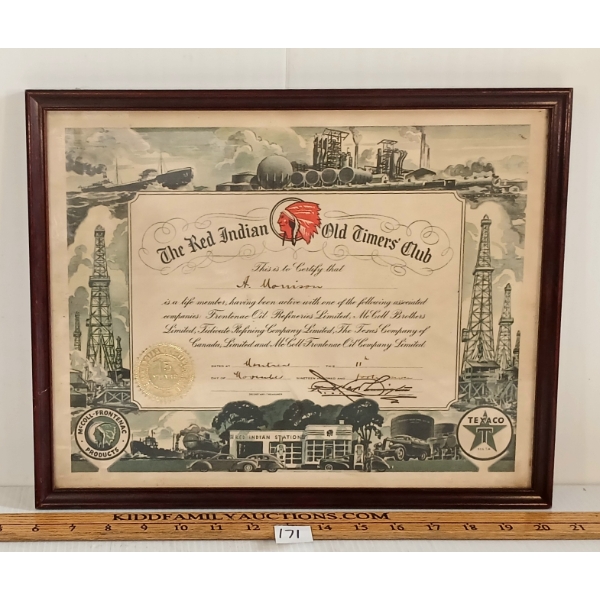 The Red Indian Old Timers' Club
This is to Certify that
A. Morrison
is a life member, having been active with one of the following associated
companies: Frontenac Oil Refineries Limited, McColl Brothers
Limited, Tidewater Refining Company Limited, The Texas Company of
Canada, Limited and McColl Frontenac Oil Company Limited
Montreal 11th
November
McCOLL-FRONTENAC
PRODUCTS
RED INDIAN STATION
TEXACO
KIDDFAMILYAUCTIONS.COM
6 7 8 9 10 11 12 13 14 15 16 17 18 19 20 21
171